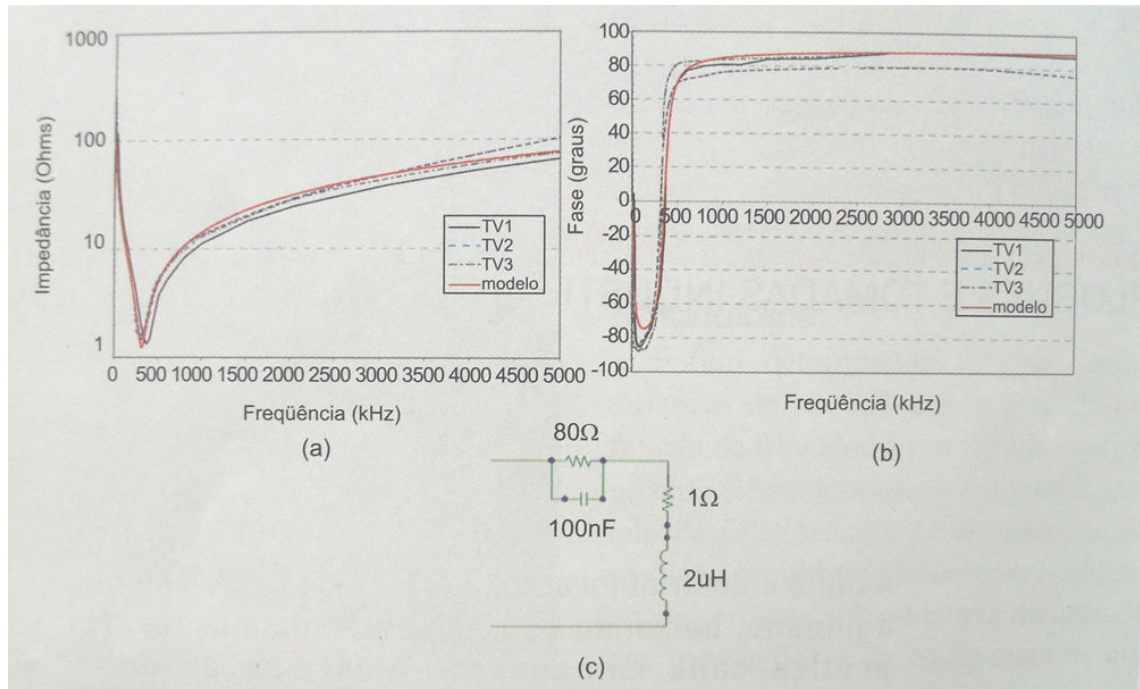 1000
100
10
1
Impedância (Ohms)
TV1
TV2
TV3
modelo
0 500 1000 1500 2000 2500 3000 3500 4000 4500 5000
Freqüência (kHz)
(a)
100
80
60
40
20
0
-20
-40
-60
-80
-100
Fase (graus)
0 500 1000 1500 2000 2500 3000 3500 4000 4500 5000
TV1
TV2
TV3
modelo
Freqüência (kHz)
(b)
80Ω
100nF
1Ω
2uH
(c)